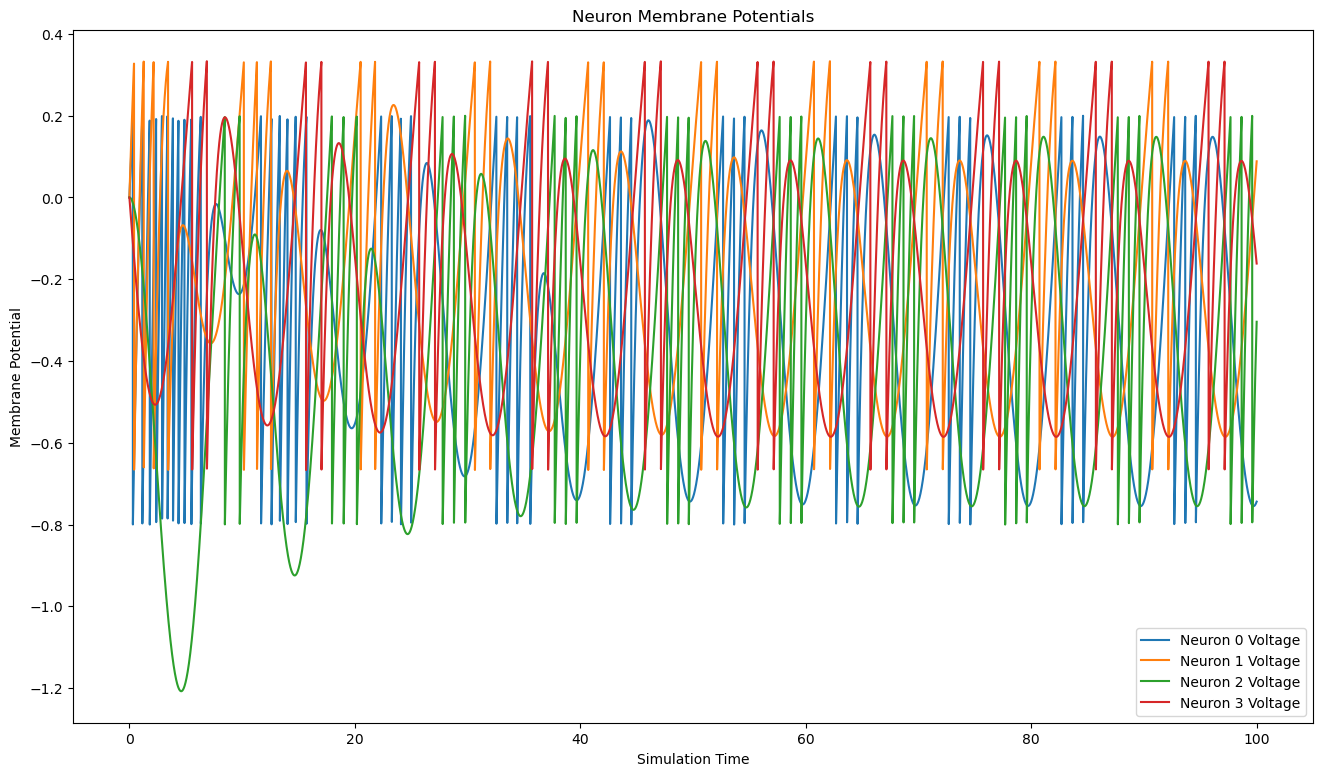 Neuron Membrane Potentials
0.4
0.2
0.0
−0.2
−0.4
−0.6
−0.8
−1.0
−1.2
Membrane Potential
0 20 40 60 80 100
Simulation Time
Neuron 0 Voltage
Neuron 1 Voltage
Neuron 2 Voltage
Neuron 3 Voltage